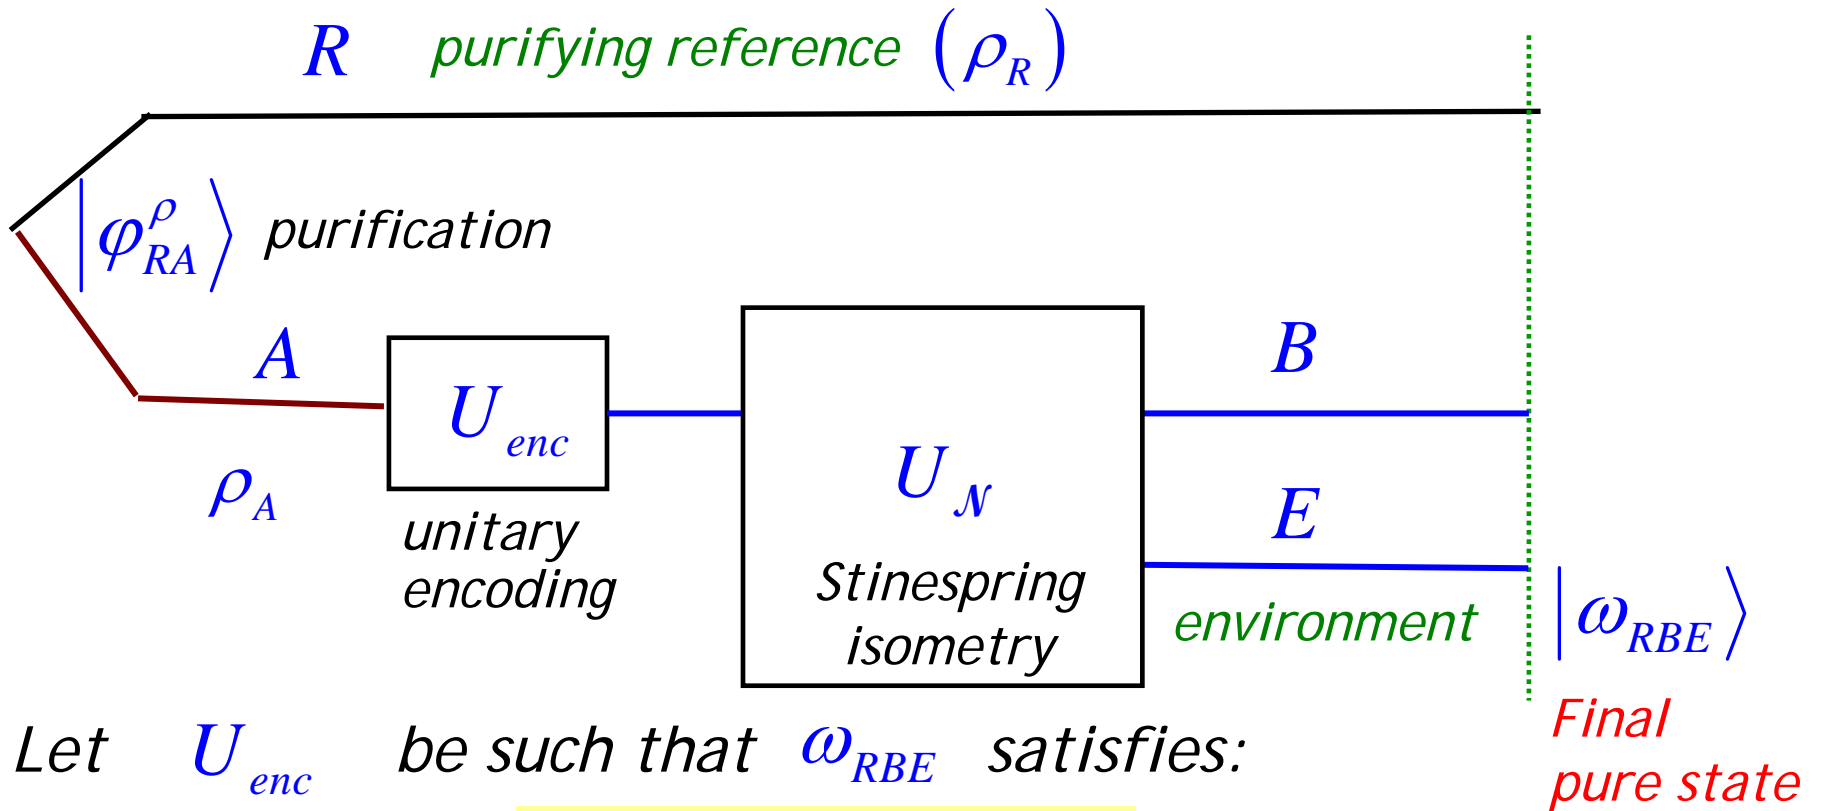 R purifying reference (ρ_R)
|φ^ρ_RA⟩ purification
A
ρ_A
U_enc
unitary
encoding
U_𝒩
Stinespring
isometry
B
E
environment
|ω_RBE⟩
Final
pure state
Let U_enc be such that ω_RBE satisfies: